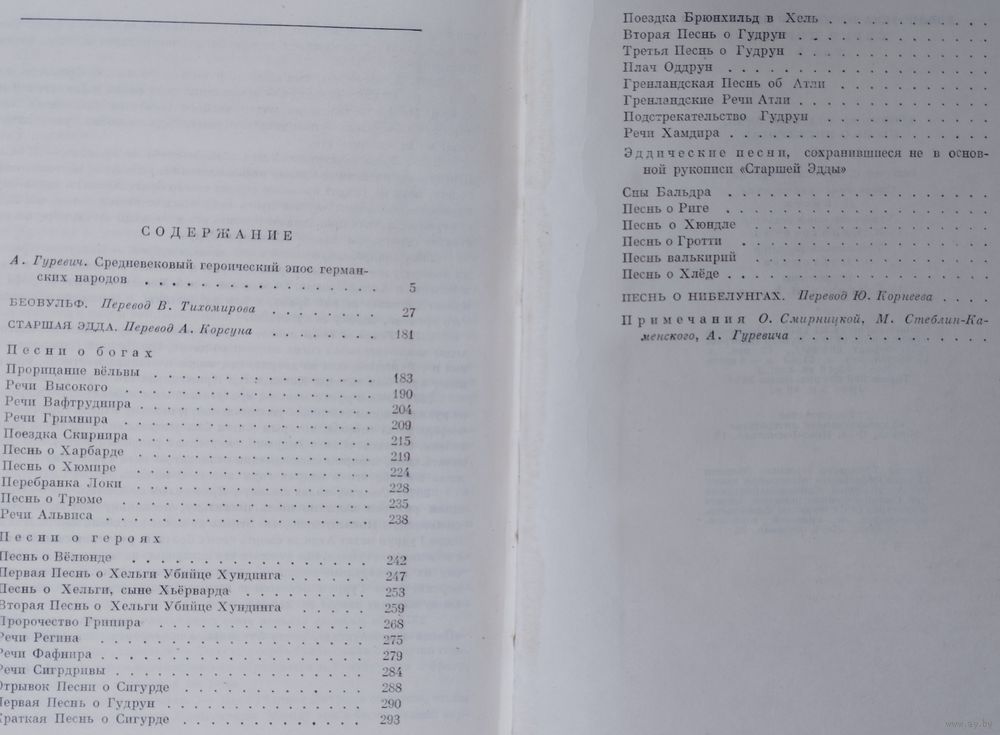 СОДЕРЖАНИЕ
А. Гуревич. Средневековый героический эпос герман-
ских народов . . . . . . . . . . . . . . . 5
БЕОВУЛЬФ. Перевод В. Тихомирова . . . . . . . 27
СТАРШАЯ ЭДДА. Перевод А. Корсуна . . . . . . . 181
Песни о богах
Прорицание вёльвы . . . . . . . . . . . . . 183
Речи Высокого . . . . . . . . . . . . . . . 190
Речи Вафтруднира . . . . . . . . . . . . . 204
Речи Гримнира . . . . . . . . . . . . . . . 209
Поездка Скирнира . . . . . . . . . . . . . 215
Песнь о Харбарде . . . . . . . . . . . . . 219
Песнь о Хюмире . . . . . . . . . . . . . . 224
Перебранка Локи . . . . . . . . . . . . . . 228
Песнь о Трюме . . . . . . . . . . . . . . . 235
Речи Альвиса . . . . . . . . . . . . . . . 238
Песни о героях
Песнь о Вёлюнде . . . . . . . . . . . . . 242
Первая Песнь о Хельги Убийце Хундинга . . . . . 247
Песнь о Хельги, сыне Хьёрварда . . . . . . . . 253
Вторая Песнь о Хельги Убийце Хундинга . . . . . 259
Пророчество Грипира . . . . . . . . . . . . 268
Речи Регина . . . . . . . . . . . . . . . 275
Речи Фафнира . . . . . . . . . . . . . . . 279
Речи Сигрдривы . . . . . . . . . . . . . . 284
Отрывок Песни о Сигурде . . . . . . . . . . . 288
Первая Песнь о Гудрун . . . . . . . . . . . . 290
Краткая Песнь о Сигурде . . . . . . . . . . . 293
Поездка Брюнхильд в Хель . . . . . . . . . . .
Вторая Песнь о Гудрун . . . . . . . . . . . .
Третья Песнь о Гудрун . . . . . . . . . . . .
Плач Оддрун . . . . . . . . . . . . . . . .
Гренландская Песнь об Атли . . . . . . . . . .
Гренландские Речи Атли . . . . . . . . . . . .
Подстрекательство Гудрун . . . . . . . . . . .
Речи Хамдира . . . . . . . . . . . . . . . .
Эддические песни, сохранившиеся не в основ-
ной рукописи «Старшей Эдды»
Сны Бальдра . . . . . . . . . . . . . . . .
Песнь о Риге . . . . . . . . . . . . . . . .
Песнь о Хюндле . . . . . . . . . . . . . . .
Песнь о Гротти . . . . . . . . . . . . . . .
Песнь валькирий . . . . . . . . . . . . . . .
Песнь о Хлёде . . . . . . . . . . . . . . . .
ПЕСНЬ О НИБЕЛУНГАХ. Перевод Ю. Корнеева . . . .
Примечания О. Смирницкой, М. Стеблин-Ка-
менского, А. Гуревича . . . . . . . . . . . . .
www.ay.by